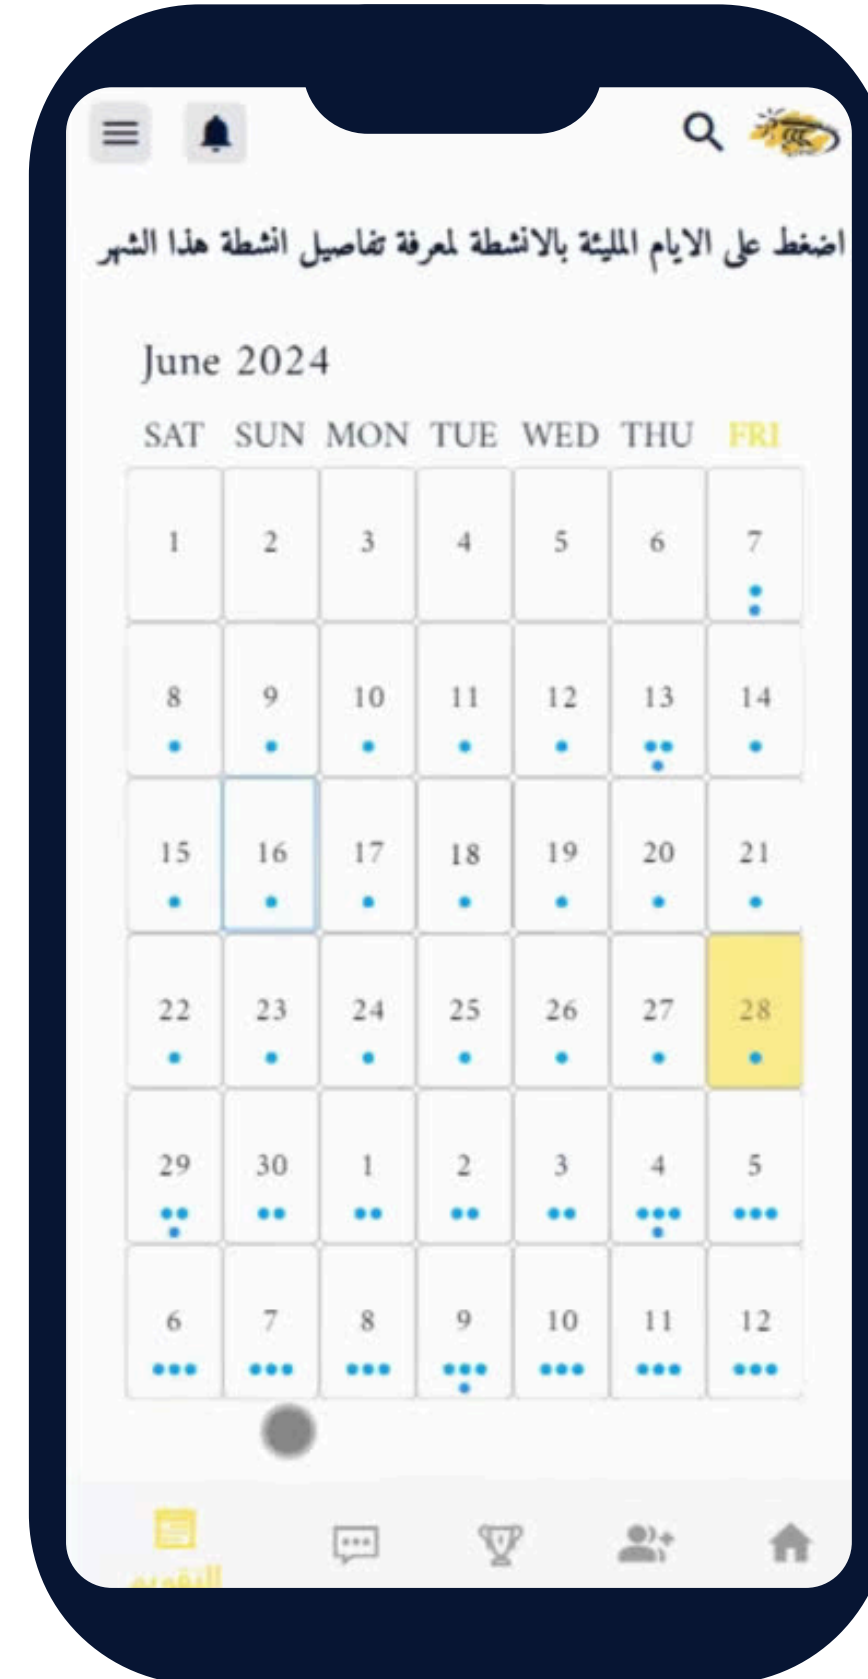 اضغط على الايام المليئة بالانشطة لمعرفة تفاصيل انشطة هذا الشهر
June 2024
SAT SUN MON TUE WED THU FRI
1 2 3 4 5 6 7
8 9 10 11 12 13 14
15 16 17 18 19 20 21
22 23 24 25 26 27 28
29 30 1 2 3 4 5
6 7 8 9 10 11 12
التقويم